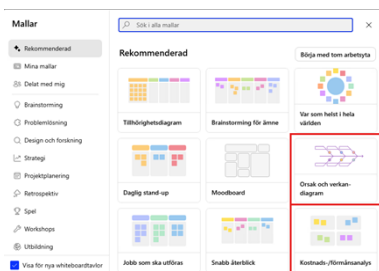 Mallar
Sök i alla mallar
Rekommenderad
Mina mallar
Delat med mig
Brainstorming
Problemlösning
Design och forskning
Strategi
Projektplanering
Retrospektiv
Spel
Workshops
Utbildning
Visa för nya whiteboardtavlor
Rekommenderad
Börja med tom arbetsyta
Tillhörighetsdiagram
Brainstorming för ämne
Var som helst i hela
världen
Daglig stand-up
Moodboard
Orsak och verkan-
diagram
Jobb som ska utföras
Snabb återblick
Kostnads-/förmånsanalys